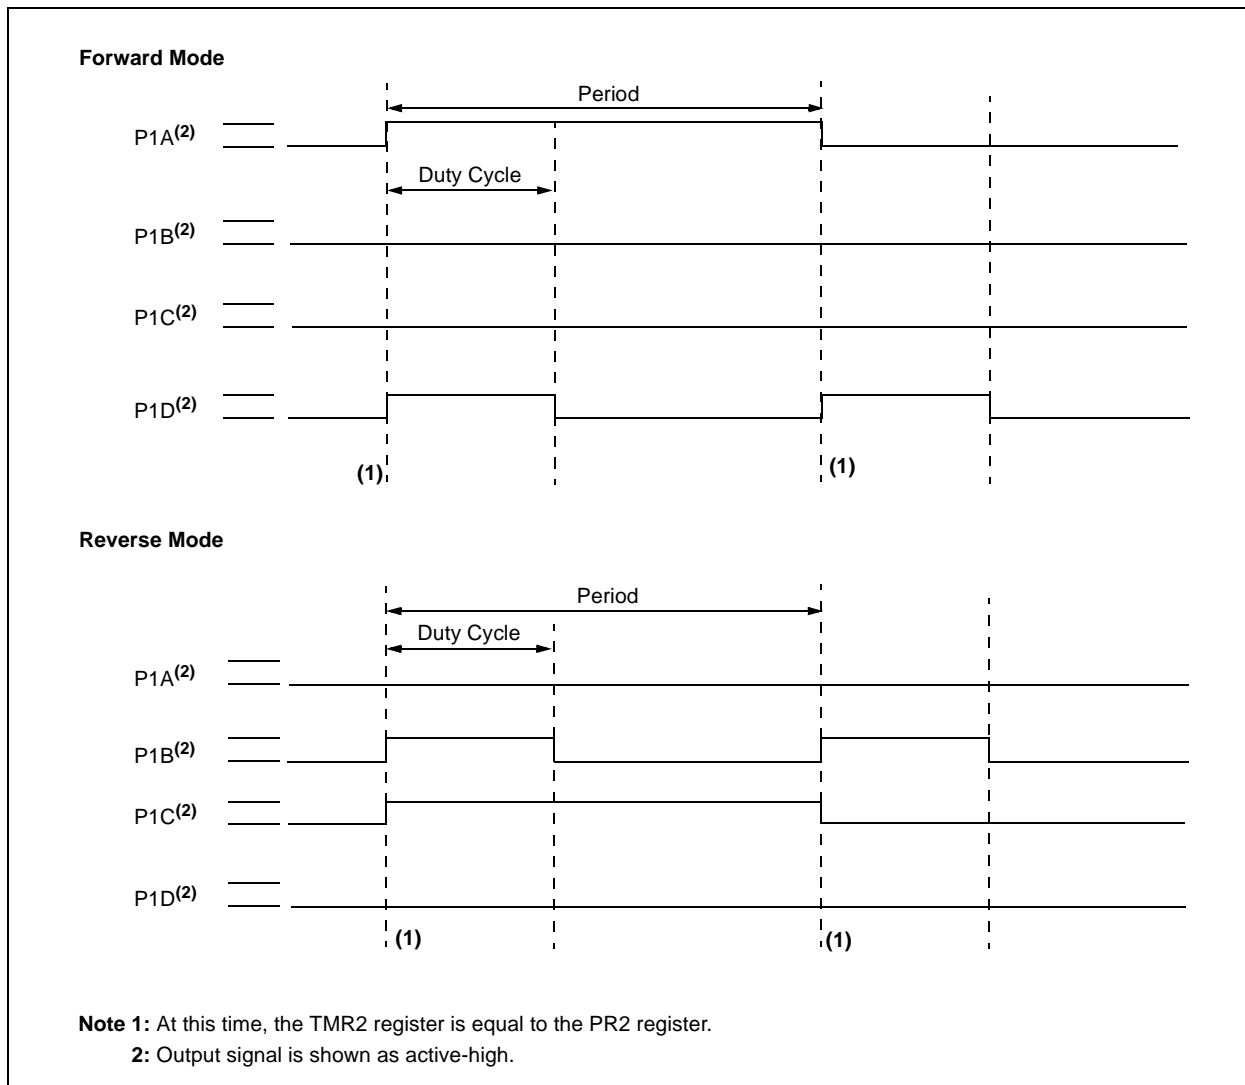 Forward Mode
Period
P1A(2)
Duty Cycle
P1B(2)
P1C(2)
P1D(2)
(1)
(1)
Reverse Mode
Period
Duty Cycle
P1A(2)
P1B(2)
P1C(2)
P1D(2)
(1)
(1)
Note 1: At this time, the TMR2 register is equal to the PR2 register.
2: Output signal is shown as active-high.